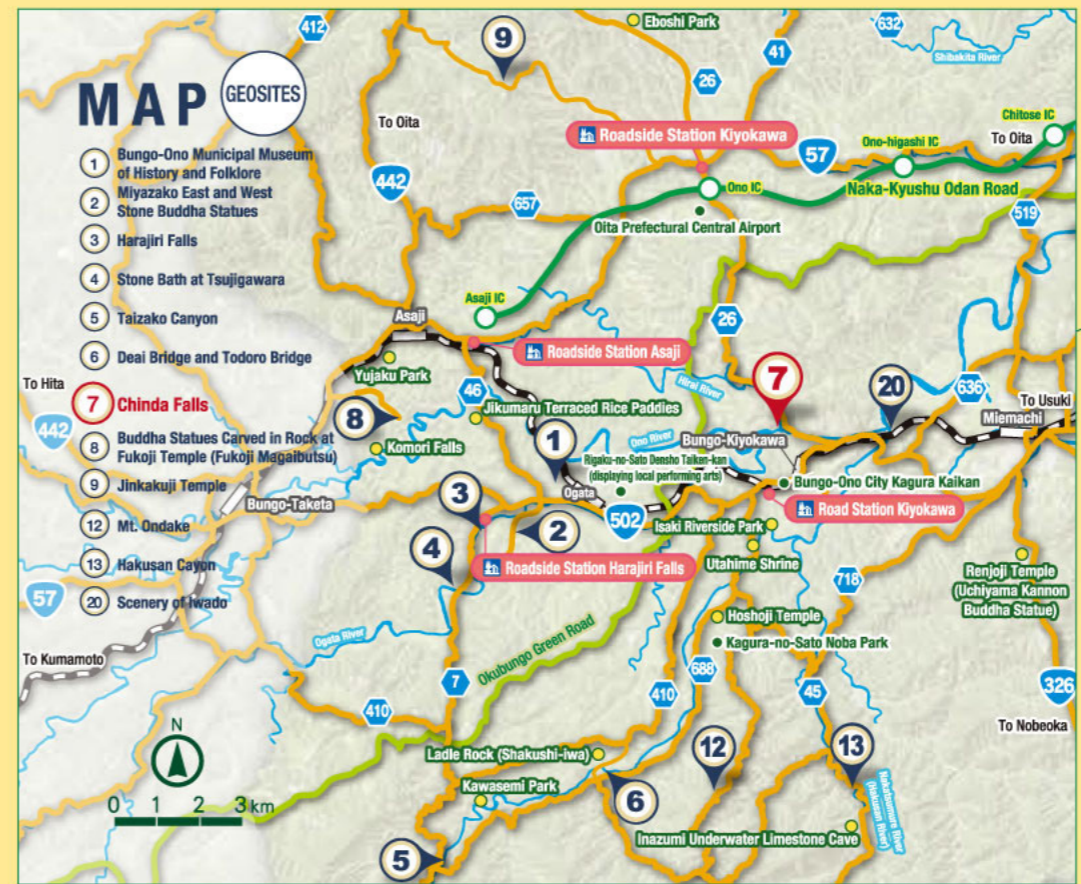 MAP
GEOSITES
1 Bungo-Ono Municipal Museum
of History and Folklore
2 Miyazako East and West
Stone Buddha Statues
3 Harajiri Falls
4 Stone Bath at Tsujigawara
5 Taizako Canyon
6 Deai Bridge and Todoro Bridge
7 Chinda Falls
8 Buddha Statues Carved in Rock at
Fukoji Temple (Fukoji Magaibutsu)
9 Jinkakuji Temple
12 Mt. Ondake
13 Hakusan Cayon
20 Scenery of Iwado
412
9
Eboshi Park
632
Shibakita River
41
26
To Oita
442
Roadside Station Kiyokawa
57
Chitose IC
To Oita
Ono-higashi IC
Naka-Kyushu Odan Road
Ono IC
657
Oita Prefectural Central Airport
519
Asaji IC
Asaji
26
Roadside Station Asaji
Yujaku Park
Hirai River
7
20
636
To Usuki
Miemachi
To Hita
442
46
Jikumaru Terraced Rice Paddies
8
Komori Falls
1
Ono River
Bungo-Kiyokawa
Rigaku-no-Sato Densho Taikan-kan
(displaying local performing arts)
Bungo-Ono City Kagura Kaikan
Ogata
Bungo-Taketa
3
2
502
Road Station Kiyokawa
Isaki Riverside Park
4
Roadside Station Harajiri Falls
Utahime Shrine
718
Renjoji Temple
(Uchiyama Kannon
Buddha Statue)
57
Hoshoji Temple
Ogata River
Kagura-no-Sato Noba Park
To Kumamoto
Okubungo Green Road
7
688
410
45
326
410
To Nobeoka
N
Ladle Rock (Shakushi-iwa)
12
13
Kawasemi Park
6
0 1 2 3 km
Inazumi Underwater Limestone Cave
Nakatsumure River
(Hakusan River)
5